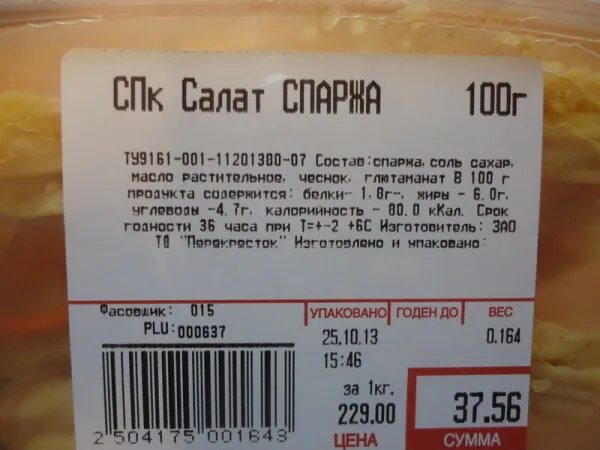 СПк Салат СПАРЖА 100г
ТУ9161-001-11201380-07 Состав:спаржа,соль сахар,
масло растительное, чеснок, глютаманат В 100 г
продукта содержится: белки- 1.8г-, жиры - 6.0г,
углеводы -4.7г, калорийность - 80.0 кКал. Срок
годности 36 часа при Т=+-2 +6С Изготовитель: ЗАО
ТД "Перекресток" Изготовлено и упаковано:
Фасовщик: 015
PLU: 000637
УПАКОВАНО ГОДЕН ДО ВЕС
25.10.13 0.164
15:46
за 1кг.
229.00 37.56
ЦЕНА СУММА
2 504175 001643